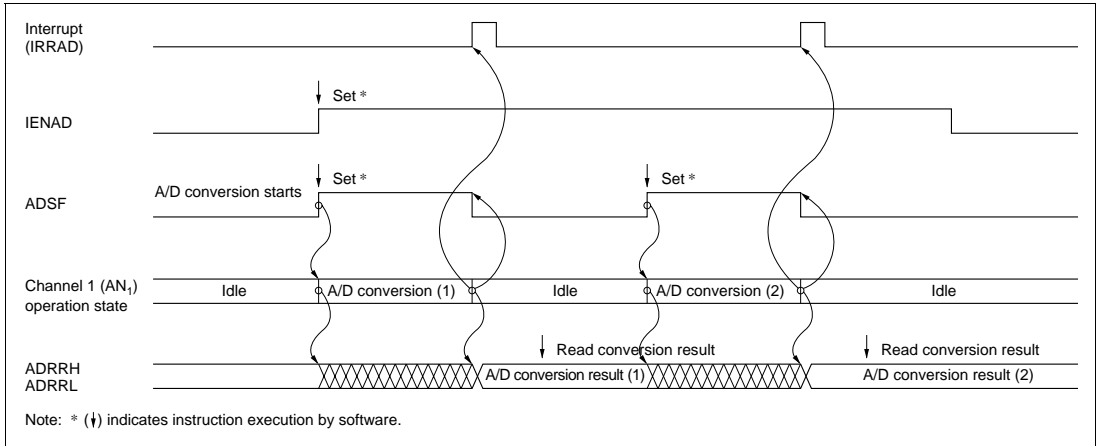 Interrupt
(IRRAD)
Set *
IENAD
Set *
Set *
A/D conversion starts
ADSF
Channel 1 (AN₁)
operation state
Idle
A/D conversion (1)
Idle
A/D conversion (2)
Idle
Read conversion result
Read conversion result
ADRRH
ADRRL
A/D conversion result (1)
A/D conversion result (2)
Note: * (↓) indicates instruction execution by software.